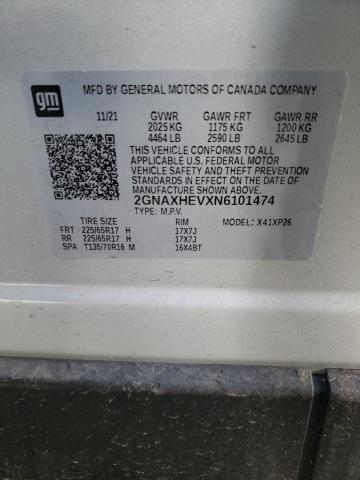 gm
MFD BY GENERAL MOTORS OF CANADA COMPANY
11/21 GVWR GAWR FRT GAWR RR
2025 KG 1175 KG 1200 KG
4464 LB 2590 LB 2645 LB
THIS VEHICLE CONFORMS TO ALL
APPLICABLE U.S. FEDERAL MOTOR
VEHICLE SAFETY AND THEFT PREVENTION
STANDARDS IN EFFECT ON THE DATE OF
MANUFACTURE SHOWN ABOVE.
2GNAXHEVXN6101474
TYPE: M.P.V.
TIRE SIZE RIM MODEL: X41XP26
FRT 225/65R17 H 17X7J
RR 225/65R17 H 17X7J
SPA T135/70R16 M 16X4BT